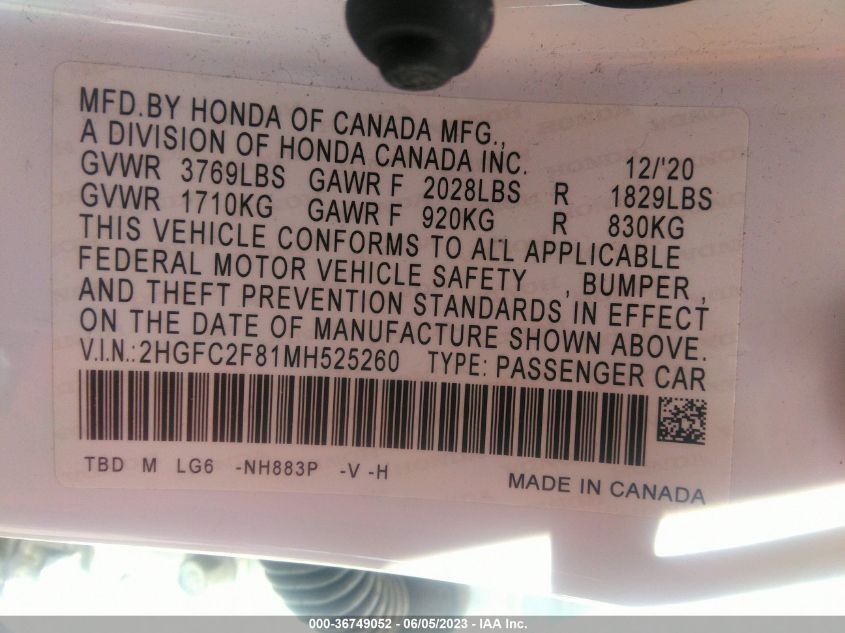 MFD.BY HONDA OF CANADA MFG.,
A DIVISION OF HONDA CANADA INC. 12/'20
GVWR 3769LBS GAWR F 2028LBS R 1829LBS
GVWR 1710KG GAWR F 920KG R 830KG
THIS VEHICLE CONFORMS TO ALL APPLICABLE
FEDERAL MOTOR VEHICLE SAFETY , BUMPER ,
AND THEFT PREVENTION STANDARDS IN EFFECT
ON THE DATE OF MANUFACTURE SHOWN ABOVE.
V.I.N.:2HGFC2F81MH525260 TYPE: PASSENGER CAR
TBD M LG6 -NH883P -V -H
MADE IN CANADA
000-36749052 - 06/05/2023 - IAA Inc.